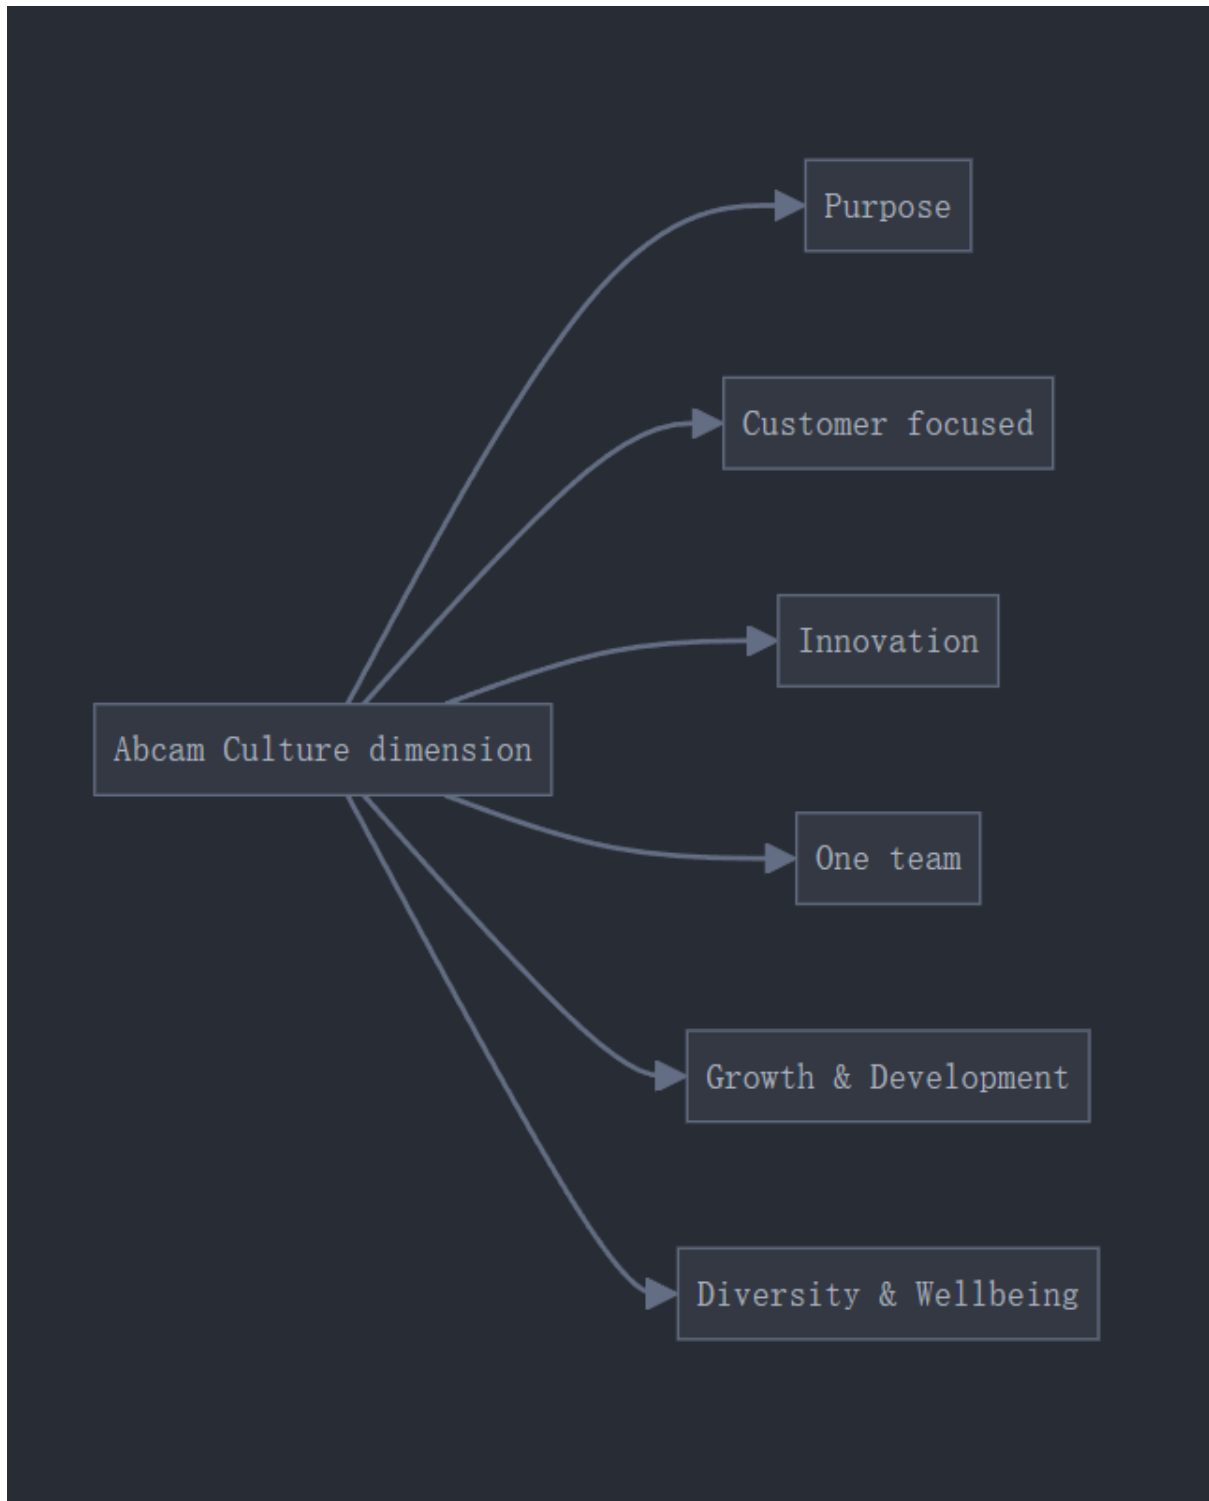 Purpose
Customer focused
Innovation
Abcam Culture dimension
One team
Growth & Development
Diversity & Wellbeing